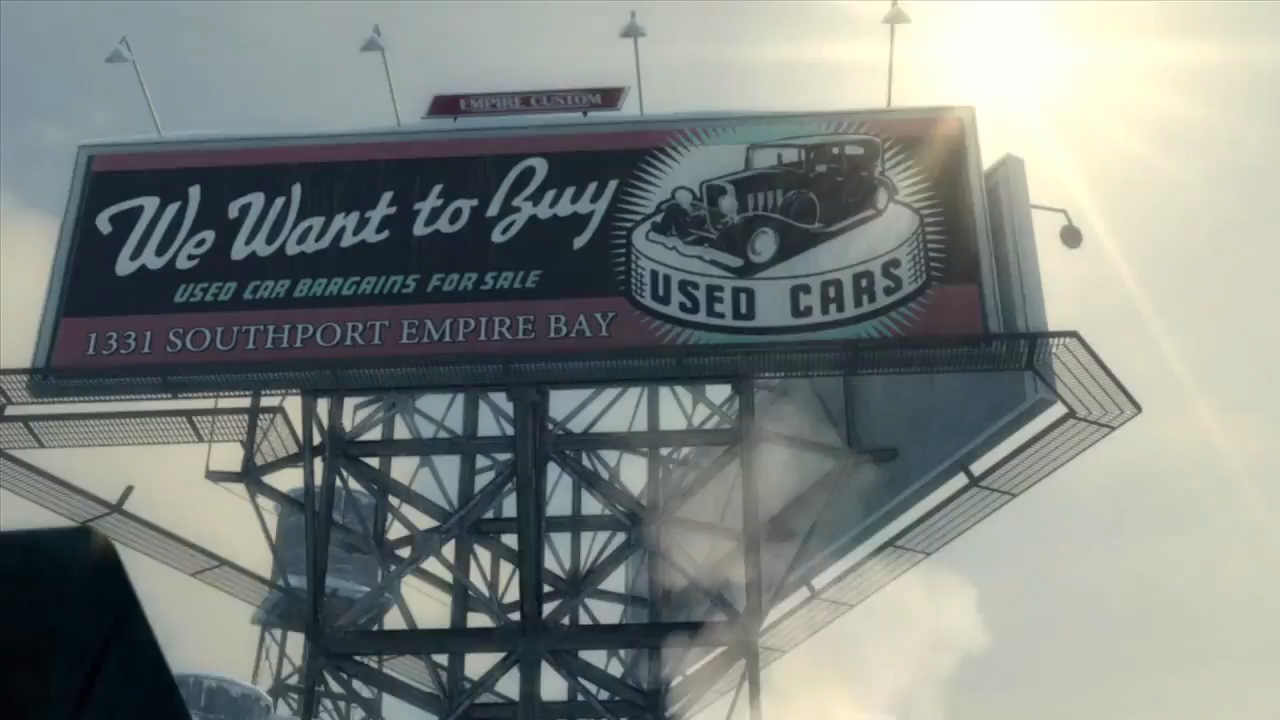 EMPIRE CUSTOM
We Want to Buy
USED CAR BARGAINS FOR SALE
1331 SOUTHPORT EMPIRE BAY
USED CARS